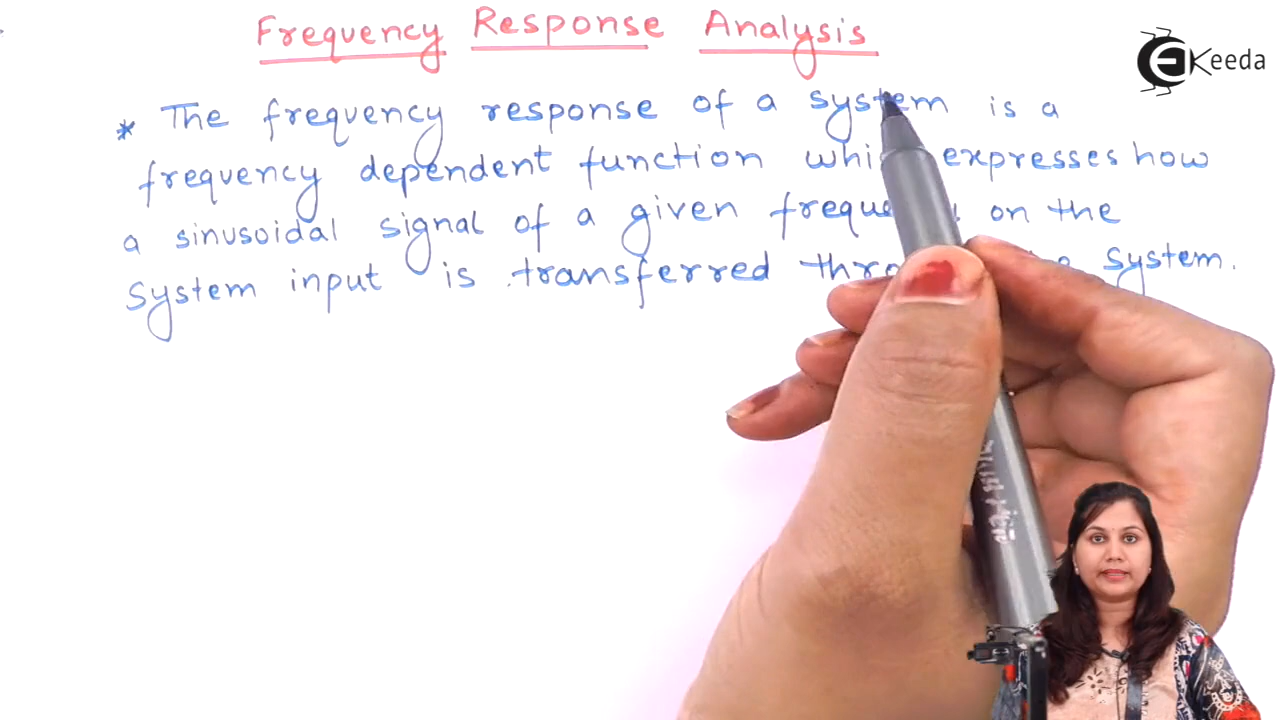 Frequency Response Analysis
Keeda
* The frequency response of a system is a
frequency dependent function expresses how
a sinusoidal signal of a given on the
system input is transferred system.